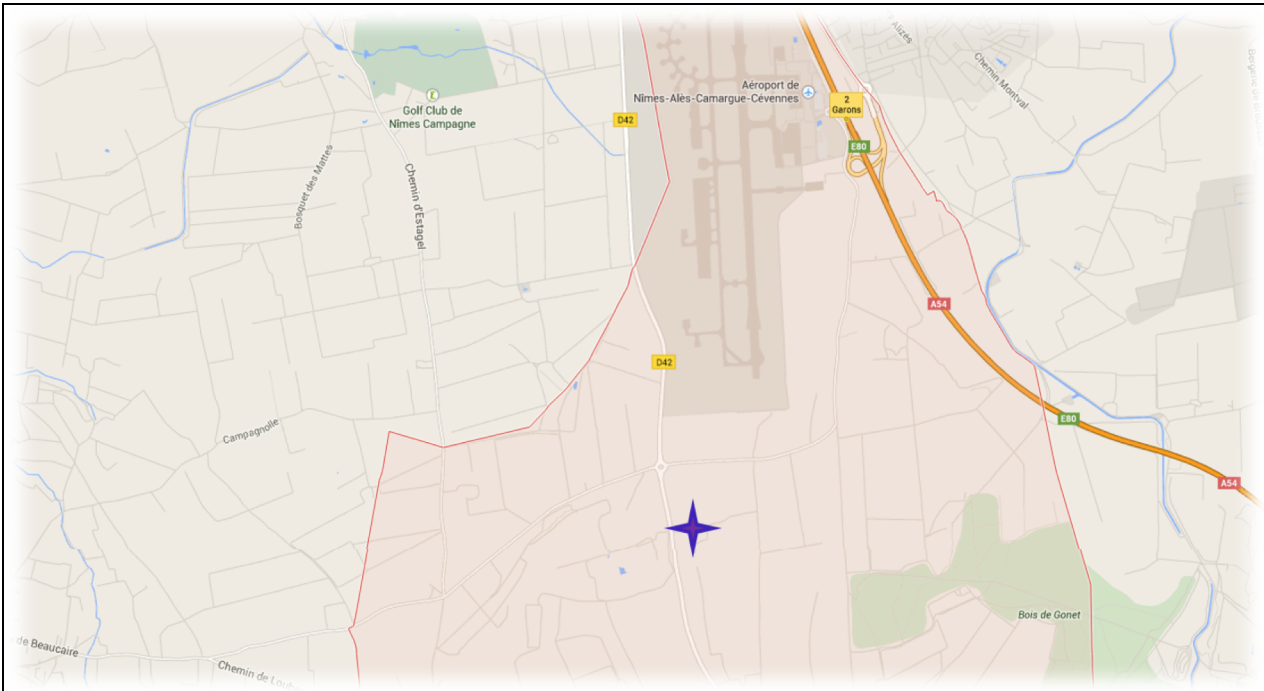 Alizés
Chemin Montval
Aéroport de
Nîmes-Alès-Camargue-Cévennes
2
Garons
Golf Club de
Nîmes Campagne
D42
E80
Bosquet des Mattes
Chemin d'Estagel
A54
D42
Campagnolle
E80
A54
Bois de Gonet
de Beaucaire
Chemin de